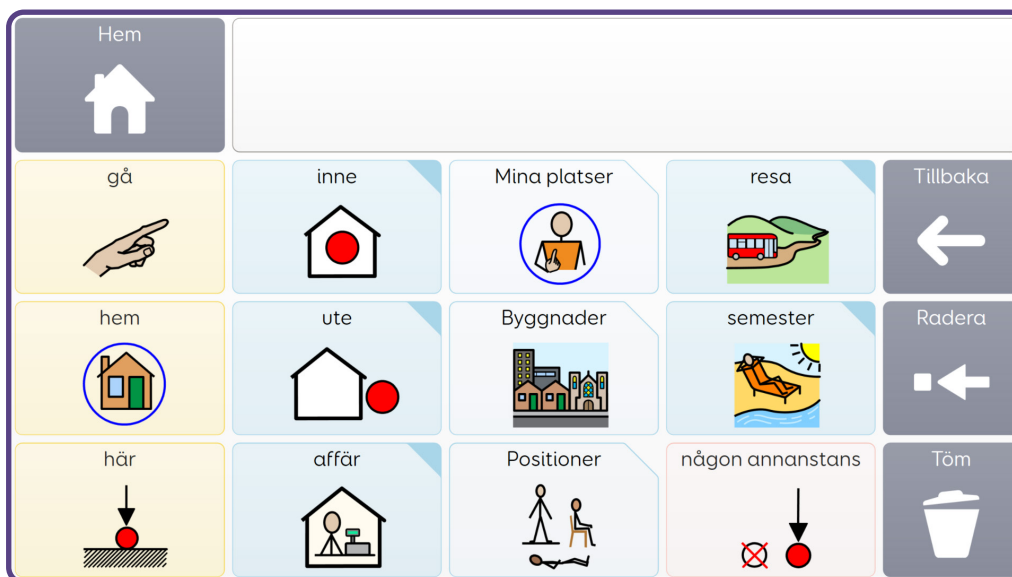 Hem
gå
inne
Mina platser
resa
Tillbaka
hem
ute
Byggnader
semester
Radera
här
affär
Positioner
någon annanstans
Töm